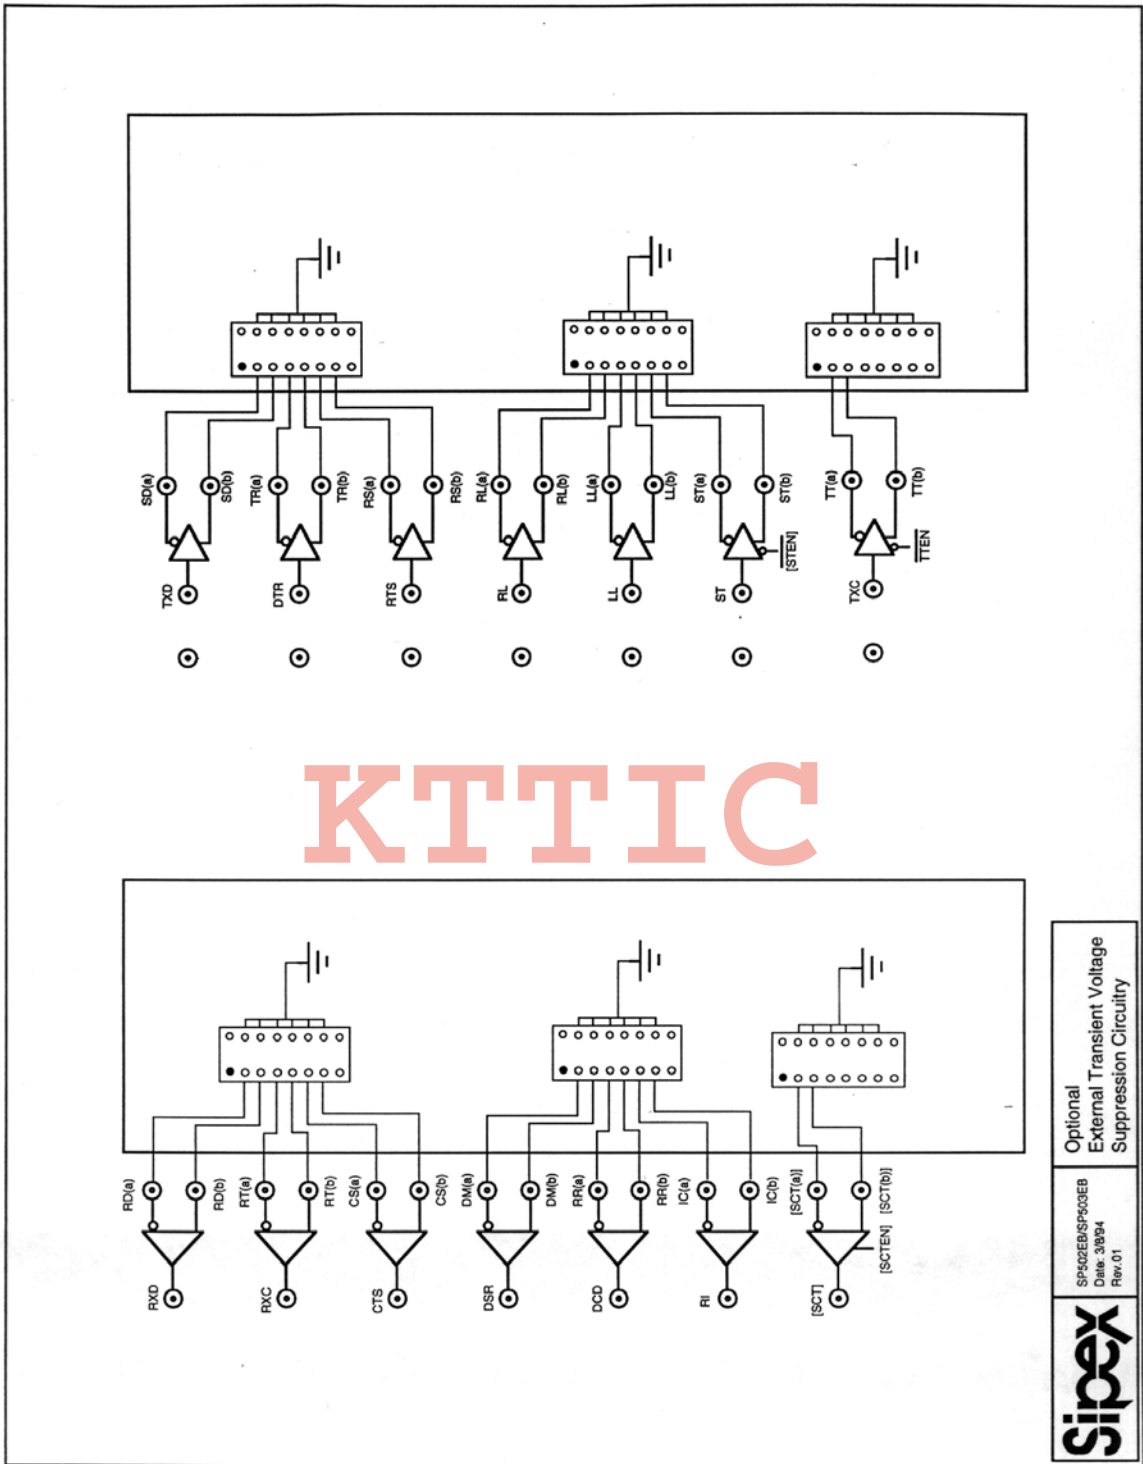 SD(a)
SD(b)
TR(a)
TR(b)
RS(a)
RS(b)
RL(a)
RL(b)
LL(a)
LL(b)
ST(a)
ST(b)
TT(a)
TT(b)
TXD
DTR
RTS
RL
LL
ST
[STEN]
TXC
TTEN
KTTIC
RD(a)
RD(b)
RT(a)
RT(b)
CS(a)
CS(b)
DM(a)
DM(b)
RR(a)
RR(b)
IC(a)
IC(b)
[SCT(a)]
[SCT(b)]
RXD
RXC
CTS
DSR
DCD
RI
[SCT]
[SCTEN]
Sipex
SP502EB/SP503EB
Date: 3/8/94
Rev.01
Optional
External Transient Voltage
Suppression Circuitry